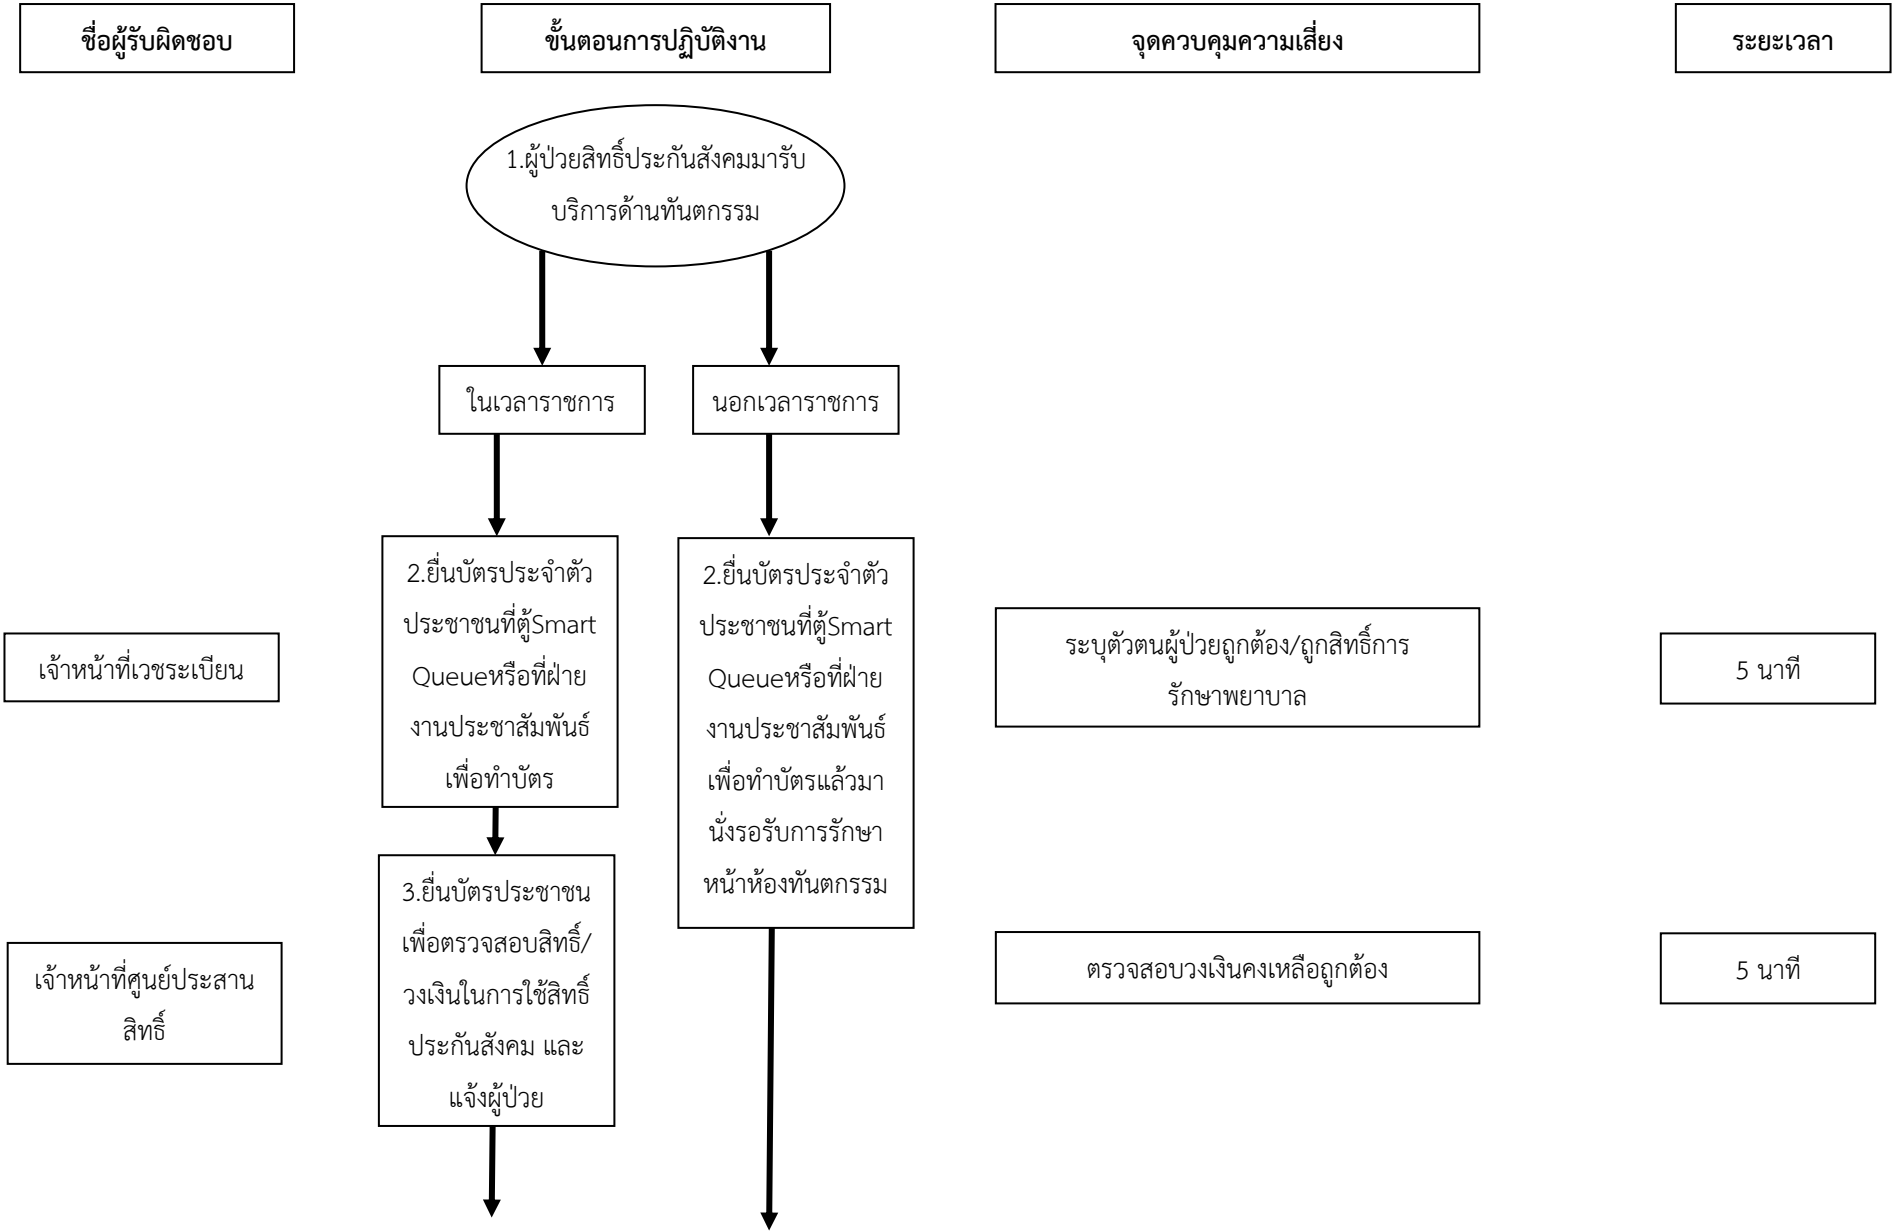 ชื่อผู้รับผิดชอบ
ขั้นตอนการปฏิบัติงาน
จุดควบคุมความเสี่ยง
ระยะเวลา
1.ผู้ป่วยสิทธิ์ประกันสังคมมารับ
บริการด้านทันตกรรม
ในเวลาราชการ
นอกเวลาราชการ
เจ้าหน้าที่เวชระเบียน
2.ยื่นบัตรประจำตัว
ประชาชนที่ตู้Smart
Queueหรือที่ฝ่าย
งานประชาสัมพันธ์
เพื่อทำบัตร
2.ยื่นบัตรประจำตัว
ประชาชนที่ตู้Smart
Queueหรือที่ฝ่าย
งานประชาสัมพันธ์
เพื่อทำบัตรแล้วมา
นั่งรอรับการรักษา
หน้าห้องทันตกรรม
ระบุตัวตนผู้ป่วยถูกต้อง/ถูกสิทธิ์การ
รักษาพยาบาล
5 นาที
เจ้าหน้าที่ศูนย์ประสาน
สิทธิ์
3.ยื่นบัตรประชาชน
เพื่อตรวจสอบสิทธิ์/
วงเงินในการใช้สิทธิ์
ประกันสังคม และ
แจ้งผู้ป่วย
ตรวจสอบวงเงินคงเหลือถูกต้อง
5 นาที